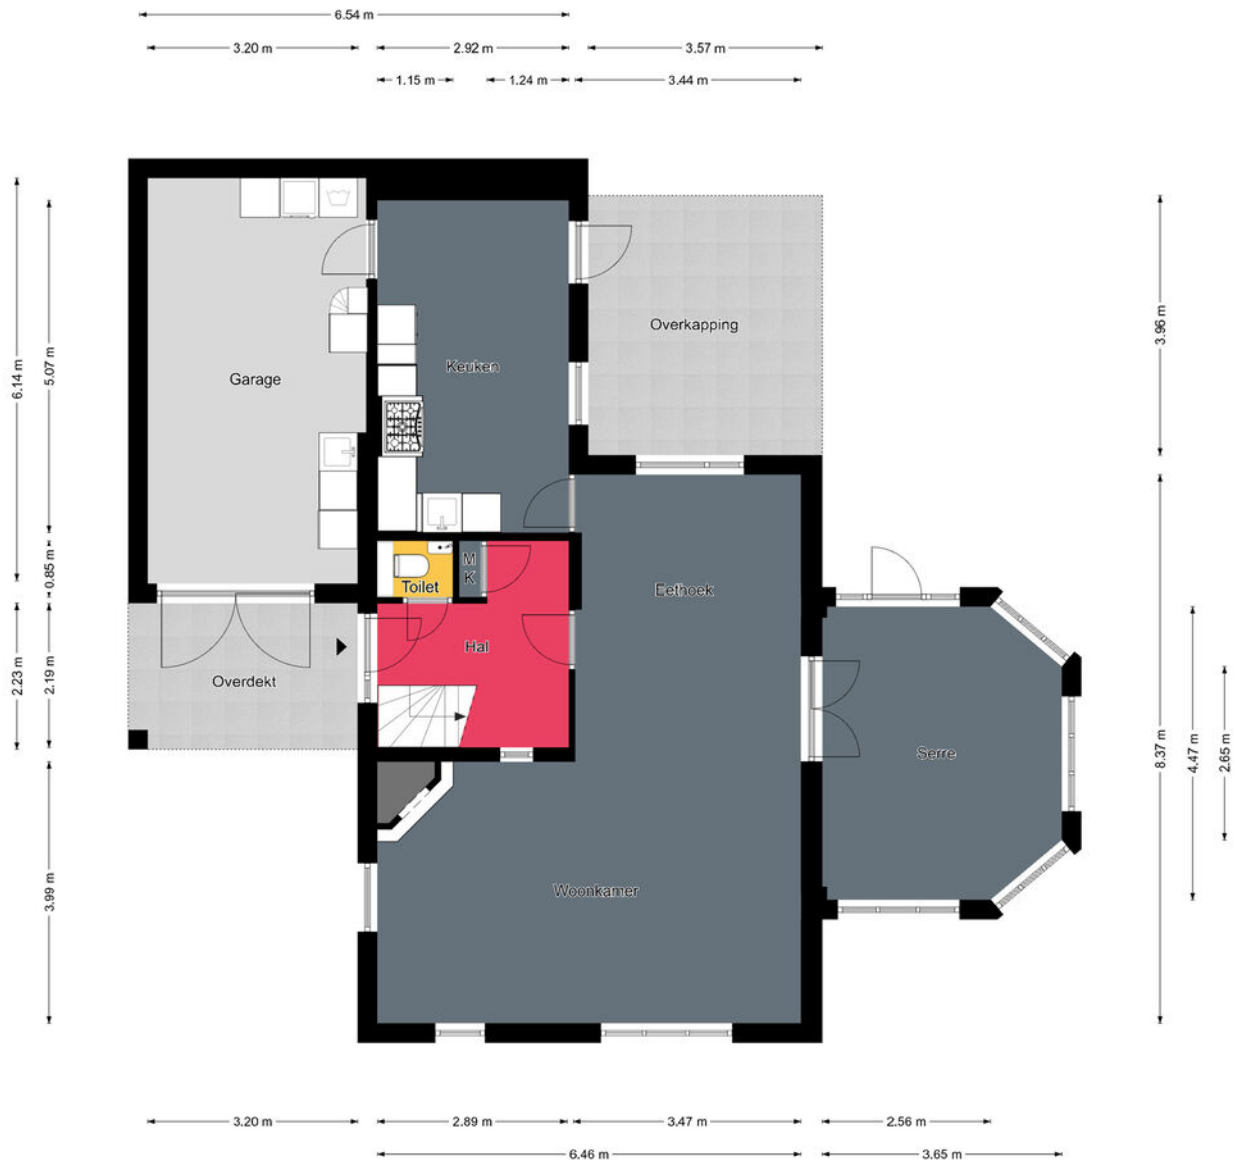 6.54 m
3.20 m
2.92 m
3.57 m
1.15 m
1.24 m
3.44 m
6.14 m
5.07 m
0.85 m
2.23 m
2.19 m
3.99 m
3.96 m
8.37 m
4.47 m
2.65 m
Overkapping
Keuken
Garage
M
K
Toilet
Eethoek
Hal
Overdekt
Serre
Woonkamer
3.20 m
2.89 m
3.47 m
2.56 m
6.46 m
3.65 m